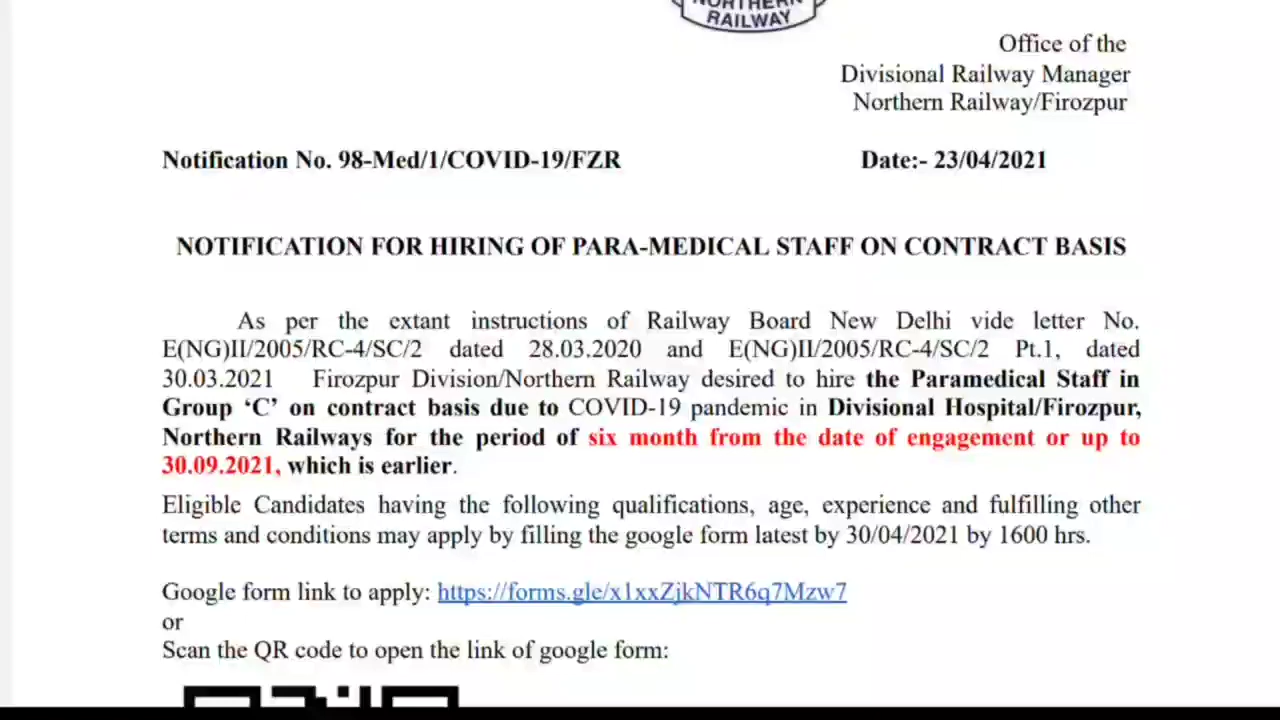 NORTHERN
RAILWAY
Office of the
Divisional Railway Manager
Northern Railway/Firozpur
Notification No. 98-Med/1/COVID-19/FZR Date:- 23/04/2021
NOTIFICATION FOR HIRING OF PARA-MEDICAL STAFF ON CONTRACT BASIS
As per the extant instructions of Railway Board New Delhi vide letter No.
E(NG)II/2005/RC-4/SC/2 dated 28.03.2020 and E(NG)II/2005/RC-4/SC/2 Pt.1, dated
30.03.2021 Firozpur Division/Northern Railway desired to hire the Paramedical Staff in
Group ‘C’ on contract basis due to COVID-19 pandemic in Divisional Hospital/Firozpur,
Northern Railways for the period of six month from the date of engagement or up to
30.09.2021, which is earlier.
Eligible Candidates having the following qualifications, age, experience and fulfilling other
terms and conditions may apply by filling the google form latest by 30/04/2021 by 1600 hrs.
Google form link to apply: https://forms.gle/x1xxZjkNTR6q7Mzw7
or
Scan the QR code to open the link of google form: